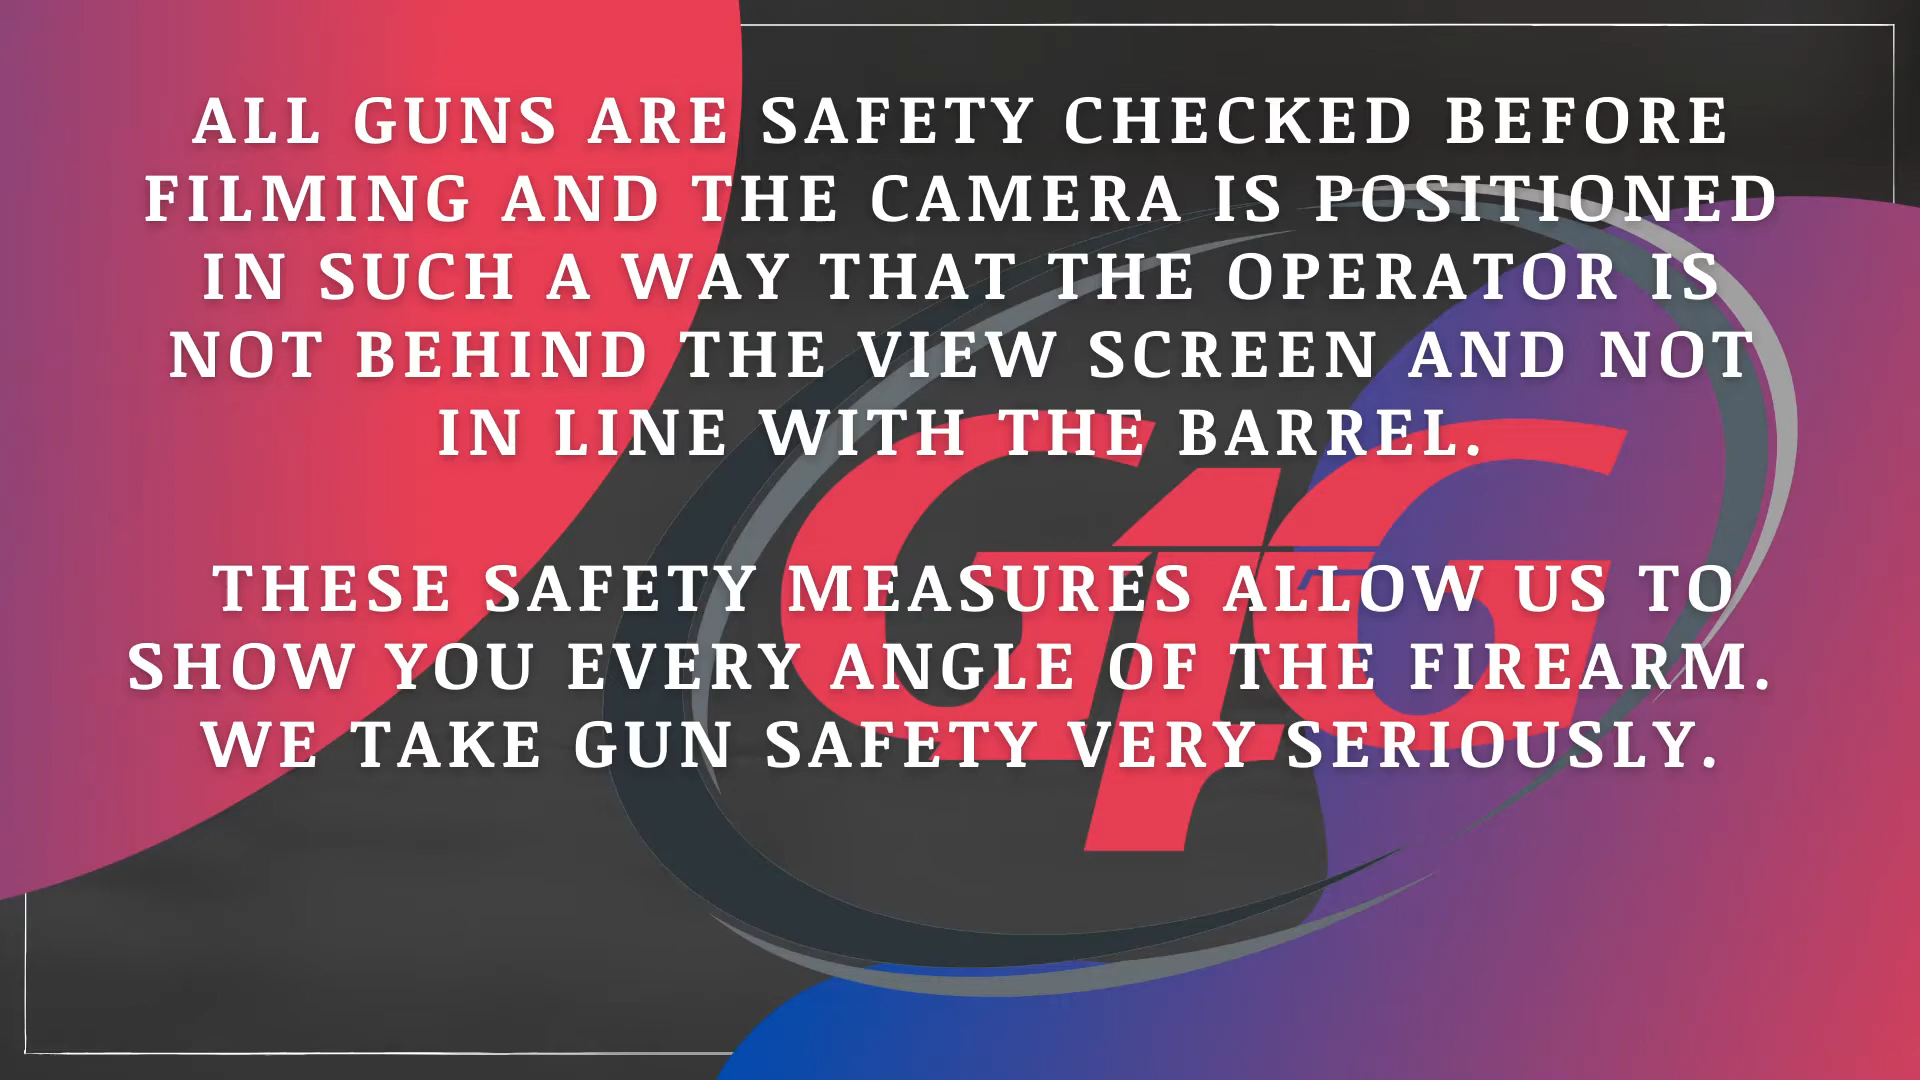 ALL GUNS ARE SAFETY CHECKED BEFORE
FILMING AND THE CAMERA IS POSITIONED
IN SUCH A WAY THAT THE OPERATOR IS
NOT BEHIND THE VIEW SCREEN AND NOT
IN LINE WITH THE BARREL.
THESE SAFETY MEASURES ALLOW US TO
SHOW YOU EVERY ANGLE OF THE FIREARM.
WE TAKE GUN SAFETY VERY SERIOUSLY.